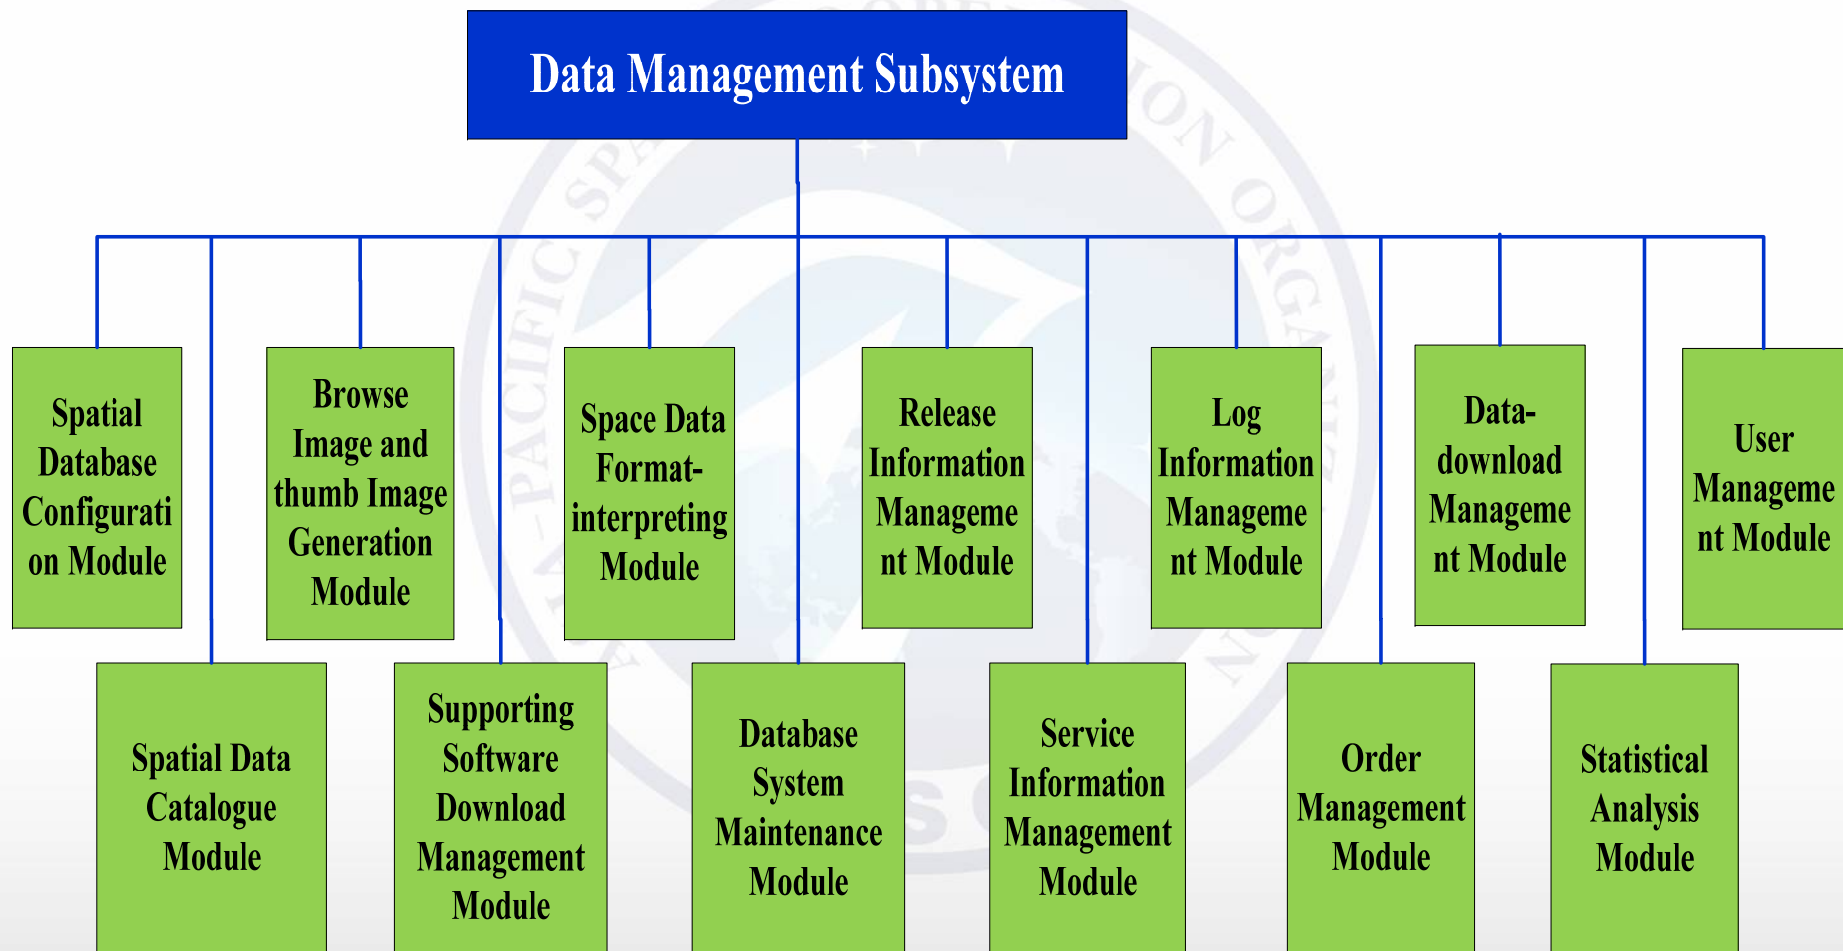 Data Management Subsystem
Spatial
Database
Configurati
on Module
Browse
Image and
thumb Image
Generation
Module
Space Data
Format-
interpreting
Module
Release
Information
Manageme
nt Module
Log
Information
Manageme
nt Module
Data-
download
Manageme
nt Module
User
Manageme
nt Module
Spatial Data
Catalogue
Module
Supporting
Software
Download
Management
Module
Database
System
Maintenance
Module
Service
Information
Management
Module
Order
Management
Module
Statistical
Analysis
Module